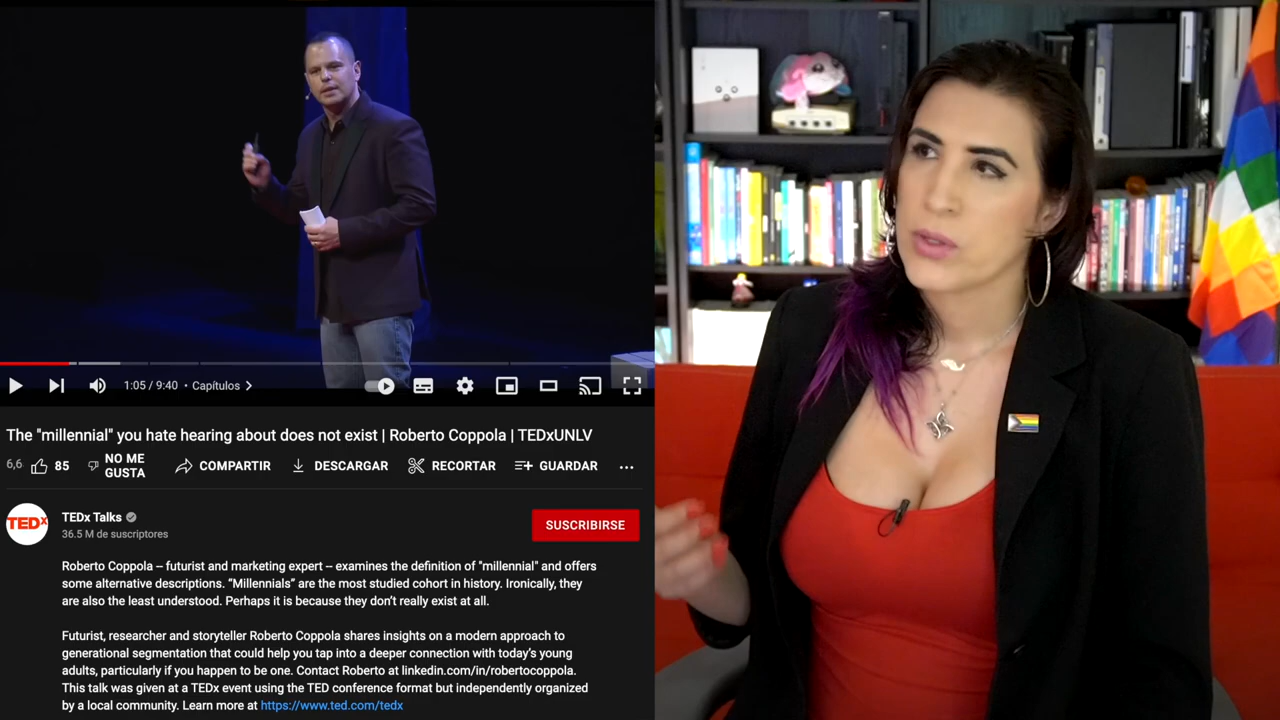 1:05 / 9:40 • Capítulos
The "millennial" you hate hearing about does not exist | Roberto Coppola | TEDxUNLV
6,6
85
NO ME GUSTA
COMPARTIR
DESCARGAR
RECORTAR
GUARDAR
TEDx
TEDx Talks
36.5 M de suscriptores
SUSCRIBIRSE
Roberto Coppola -- futurist and marketing expert -- examines the definition of "millennial" and offers
some alternative descriptions. “Millennials” are the most studied cohort in history. Ironically, they
are also the least understood. Perhaps it is because they don’t really exist at all.
Futurist, researcher and storyteller Roberto Coppola shares insights on a modern approach to
generational segmentation that could help you tap into a deeper connection with today’s young
adults, particularly if you happen to be one. Contact Roberto at linkedin.com/in/robertocoppola.
This talk was given at a TEDx event using the TED conference format but independently organized
by a local community. Learn more at https://www.ted.com/tedx